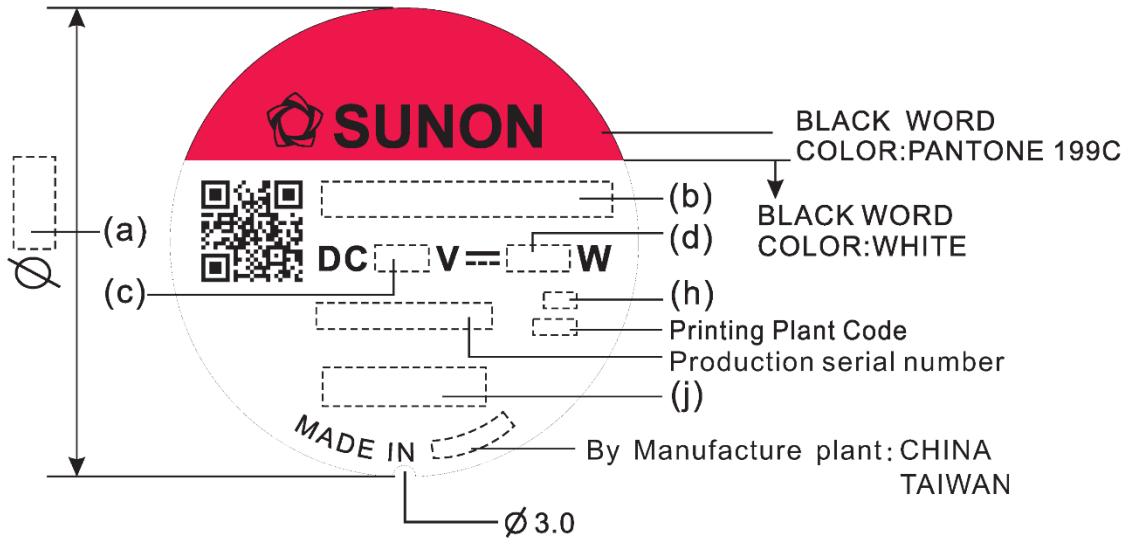 SUNON
BLACK WORD
COLOR:PANTONE 199C
(a)
(b)
BLACK WORD
COLOR:WHITE
DC V W
(d)
(c)
(h)
Printing Plant Code
Production serial number
(j)
MADE IN
By Manufacture plant: CHINA
TAIWAN
Ø
Ø 3.0